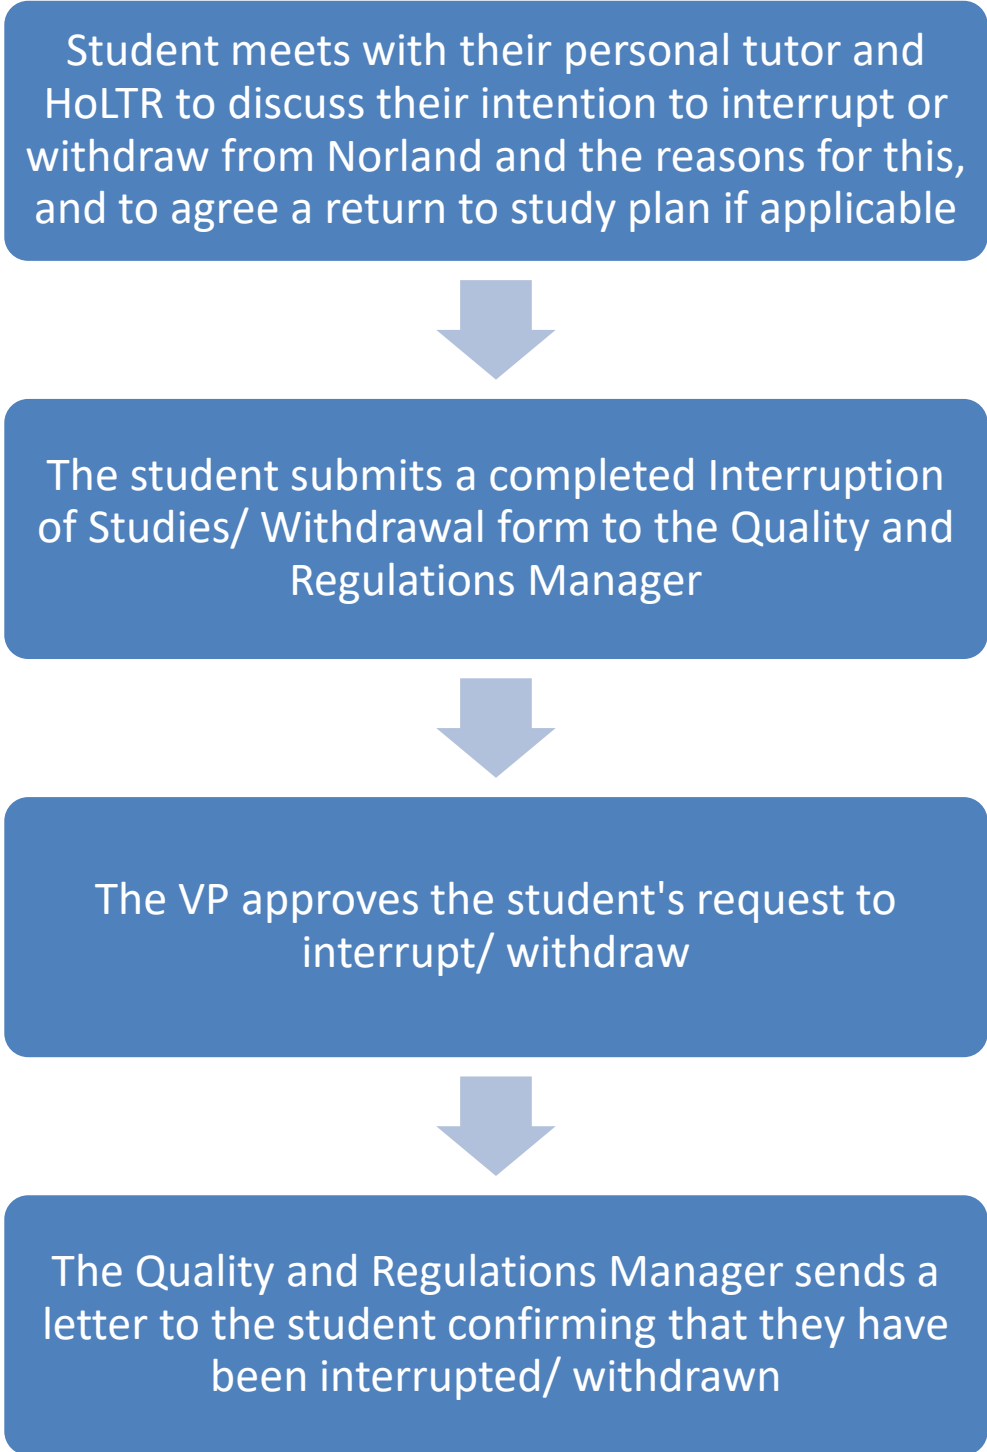 Student meets with their personal tutor and
HoLTR to discuss their intention to interrupt or
withdraw from Norland and the reasons for this,
and to agree a return to study plan if applicable
The student submits a completed Interruption
of Studies/ Withdrawal form to the Quality and
Regulations Manager
The VP approves the student's request to
interrupt/ withdraw
The Quality and Regulations Manager sends a
letter to the student confirming that they have
been interrupted/ withdrawn